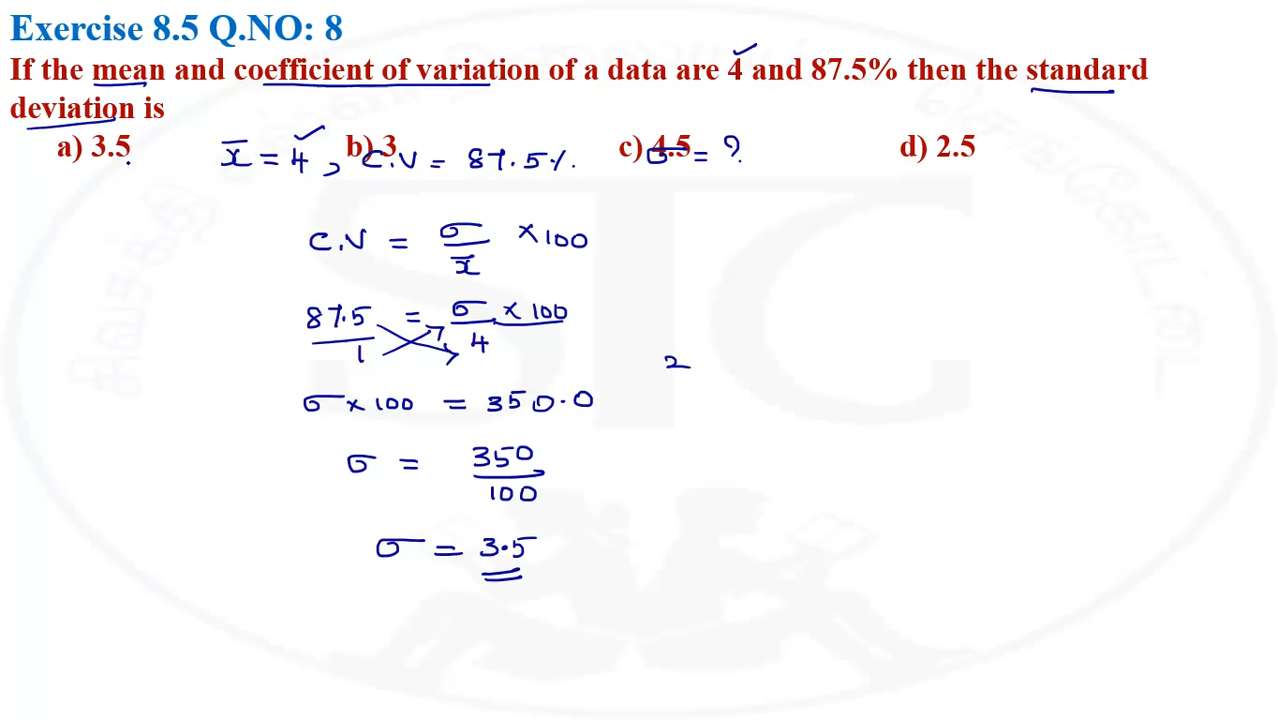 Exercise 8.5 Q.NO: 8
If the mean and coefficient of variation of a data are 4 and 87.5% then the standard
deviation is
a) 3.5 b) 3 c) 4.5 d) 2.5
x̄ = 4 , C.V = 87.5%. σ = ?
C.V = σ/x̄ × 100
87.5/1 = (σ × 100)/4
σ × 100 = 350.0
2
σ = 350/100
σ = 3.5
STC